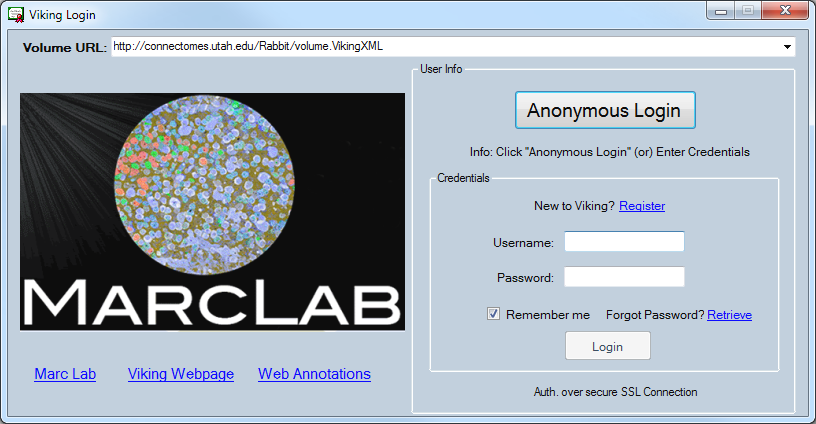 Viking Login
Volume URL: http://connectomes.utah.edu/Rabbit/volume.VikingXML
User Info
Anonymous Login
Info: Click "Anonymous Login" (or) Enter Credentials
Credentials
New to Viking? Register
Username:
Password:
Remember me Forgot Password? Retrieve
Login
Auth. over secure SSL Connection
MARCLAB
Marc Lab Viking Webpage Web Annotations